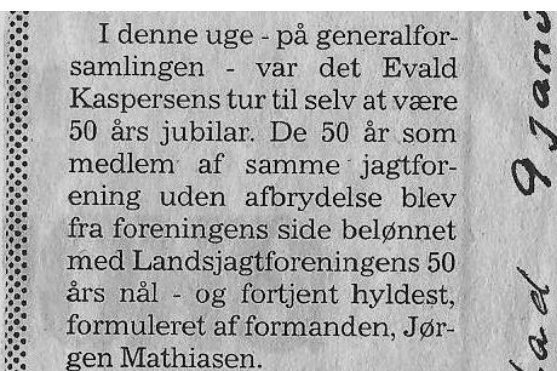 I denne uge - på generalfor-
samlingen - var det Evald
Kaspersens tur til selv at være
50 års jubilar. De 50 år som
medlem af samme jagtfor-
ening uden afbrydelse blev
fra foreningens side belønnet
med Landsjagtforeningens 50
års nål - og fortjent hyldest,
formuleret af formanden, Jør-
gen Mathiasen.